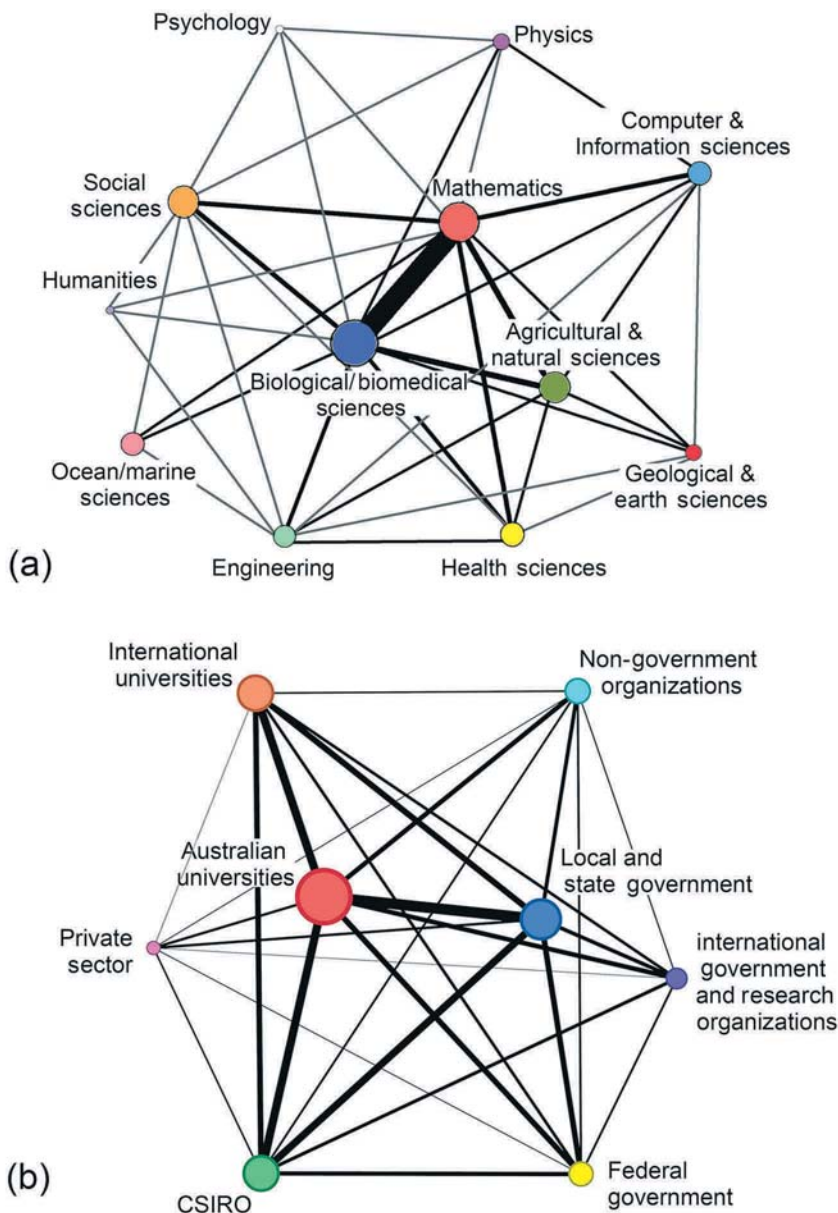 Psychology
Physics
Computer &
Information sciences
Social
sciences
Mathematics
Humanities
Agricultural &
natural sciences
Biological/biomedical
sciences
Ocean/marine
sciences
Geological &
earth sciences
(a)
Engineering
Health sciences
International
universities
Non-government
organizations
Australian
universities
Local and
state government
Private
sector
international
government
and research
organizations
(b)
CSIRO
Federal
government